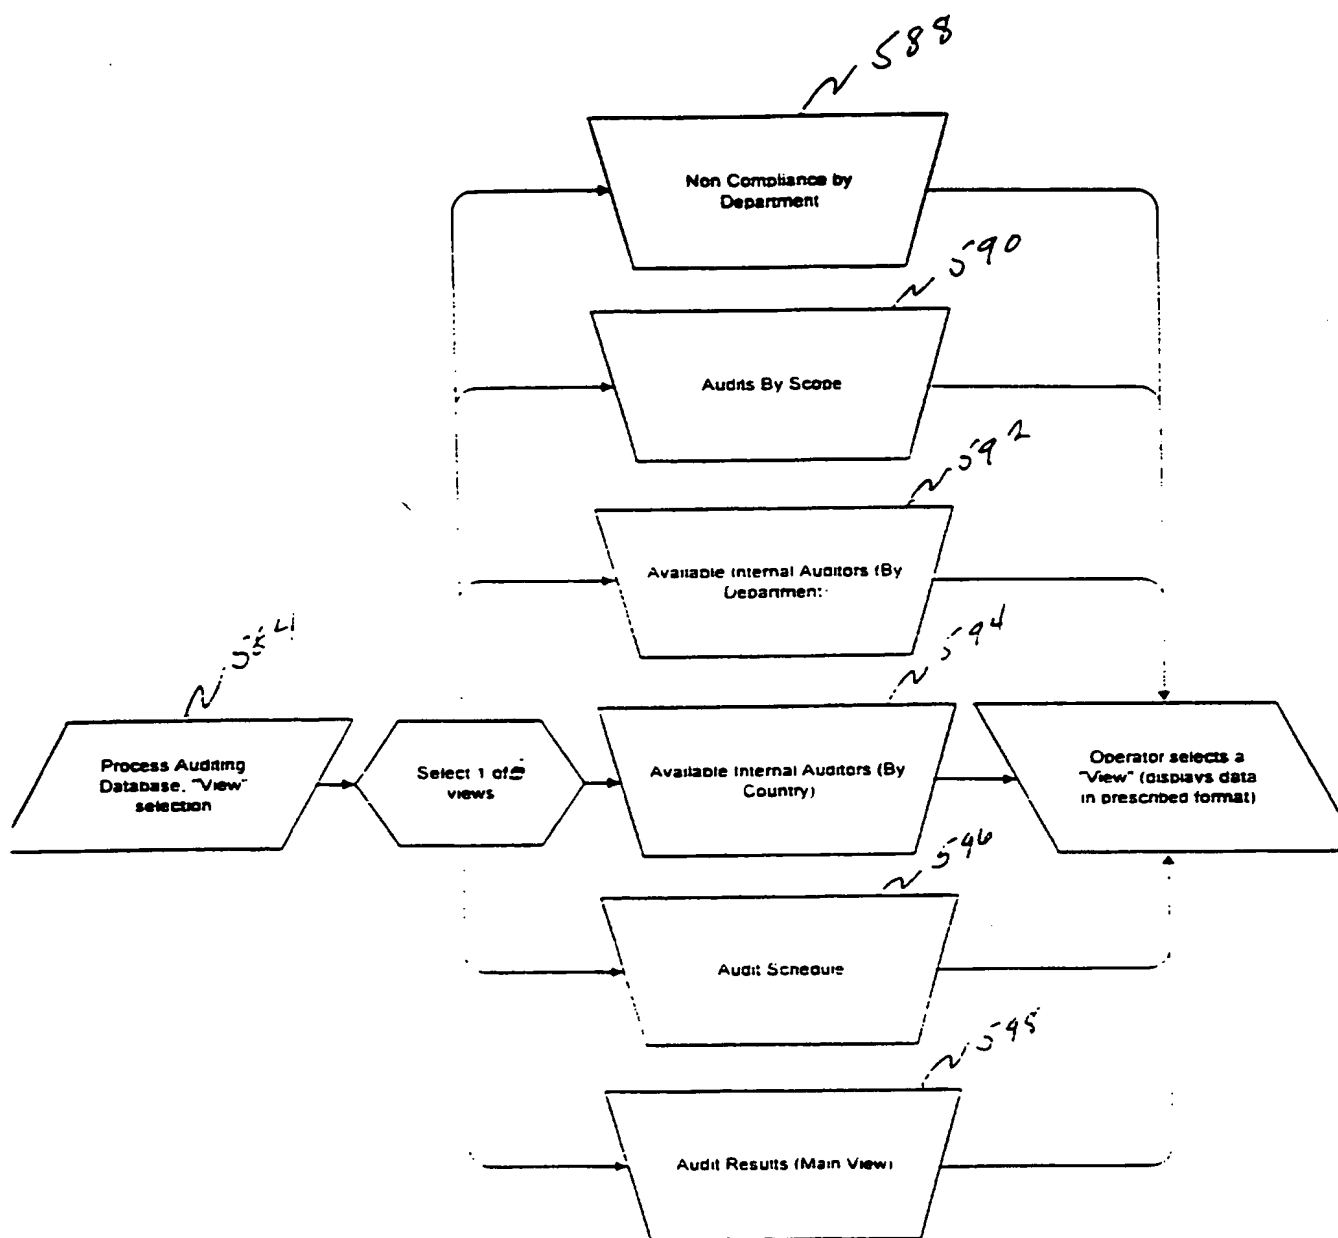 588
Non Compliance by
Department
590
Audits By Scope
592
Available Internal Auditors (By
Department)
594
554
Process Auditing
Database, "View"
selection
Select 1 of
views
Available Internal Auditors (By
Country)
Operator selects a
"View" (displays data
in prescribed format)
596
Audit Schedule
Audit Results (Main View)